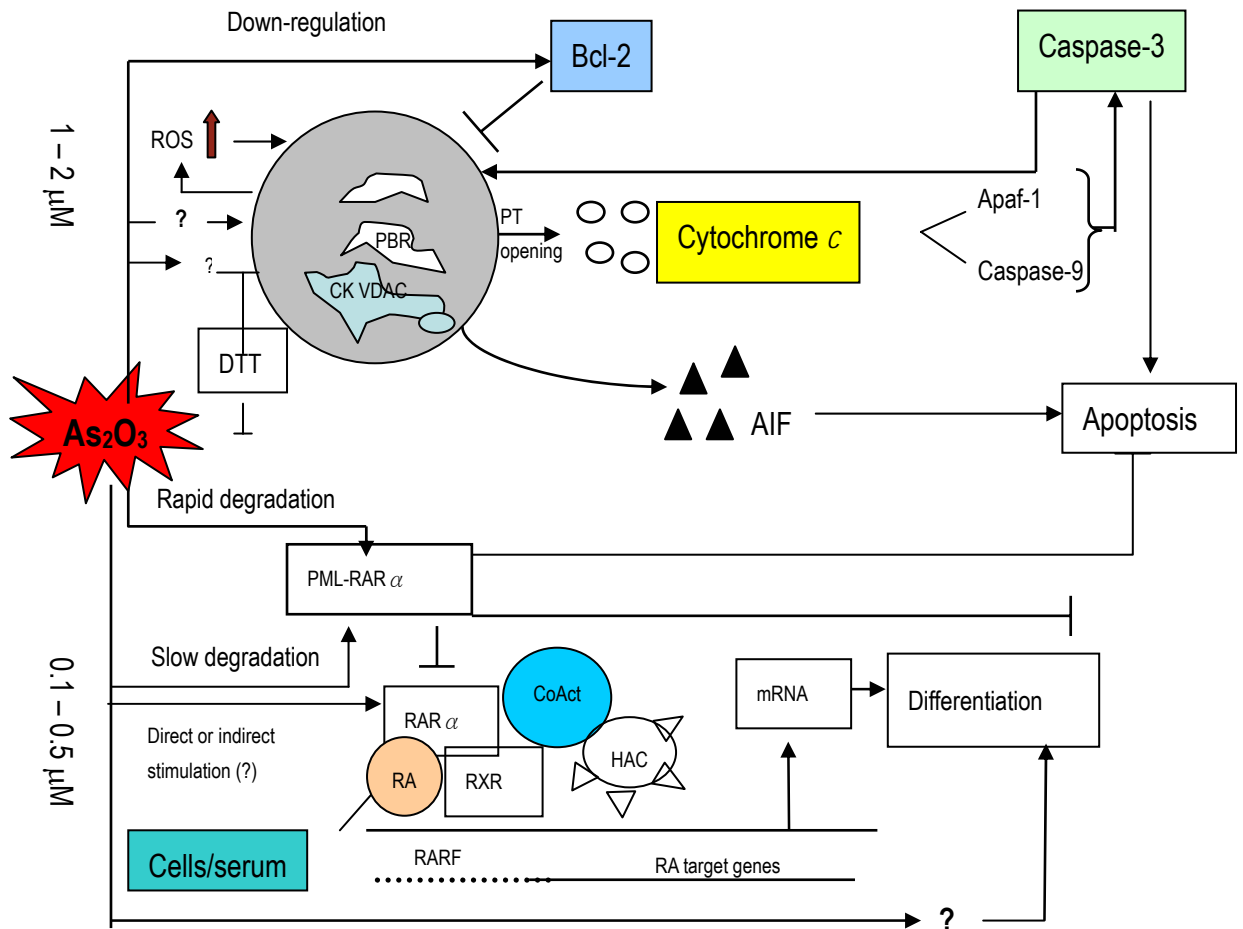 Down-regulation
Bcl-2
Caspase-3
1 – 2 μM
ROS
?
?
PBR
CK VDAC
PT
opening
Cytochrome c
Apaf-1
Caspase-9
DTT
As₂O₃
AIF
Apoptosis
Rapid degradation
PML-RAR α
0.1 – 0.5 μM
Slow degradation
Direct or indirect
stimulation (?)
RAR α
CoAct
RA
RXR
HAC
mRNA
Differentiation
Cells/serum
RARF
RA target genes
?